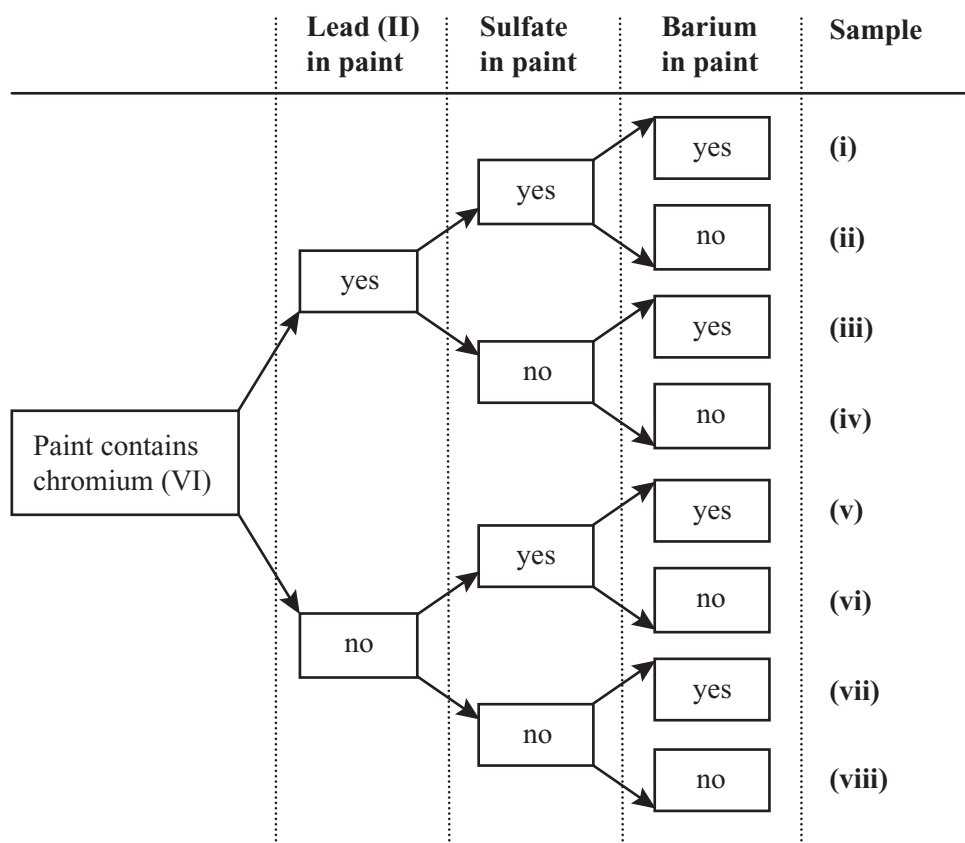 Lead (II) Sulfate Barium Sample
in paint in paint in paint
yes (i)
yes
no (ii)
yes
yes (iii)
no
no (iv)
Paint contains
chromium (VI)
yes (v)
yes
no (vi)
no
yes (vii)
no
no (viii)